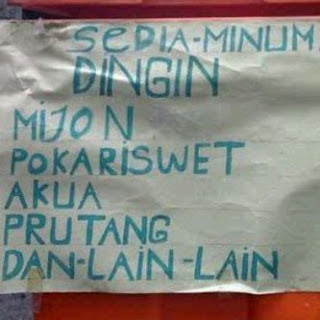 SEDIA-MINUM.
DINGIN
MIJON
POKARISWET
AKUA
PRUTANG
DAN-LAIN-LAIN